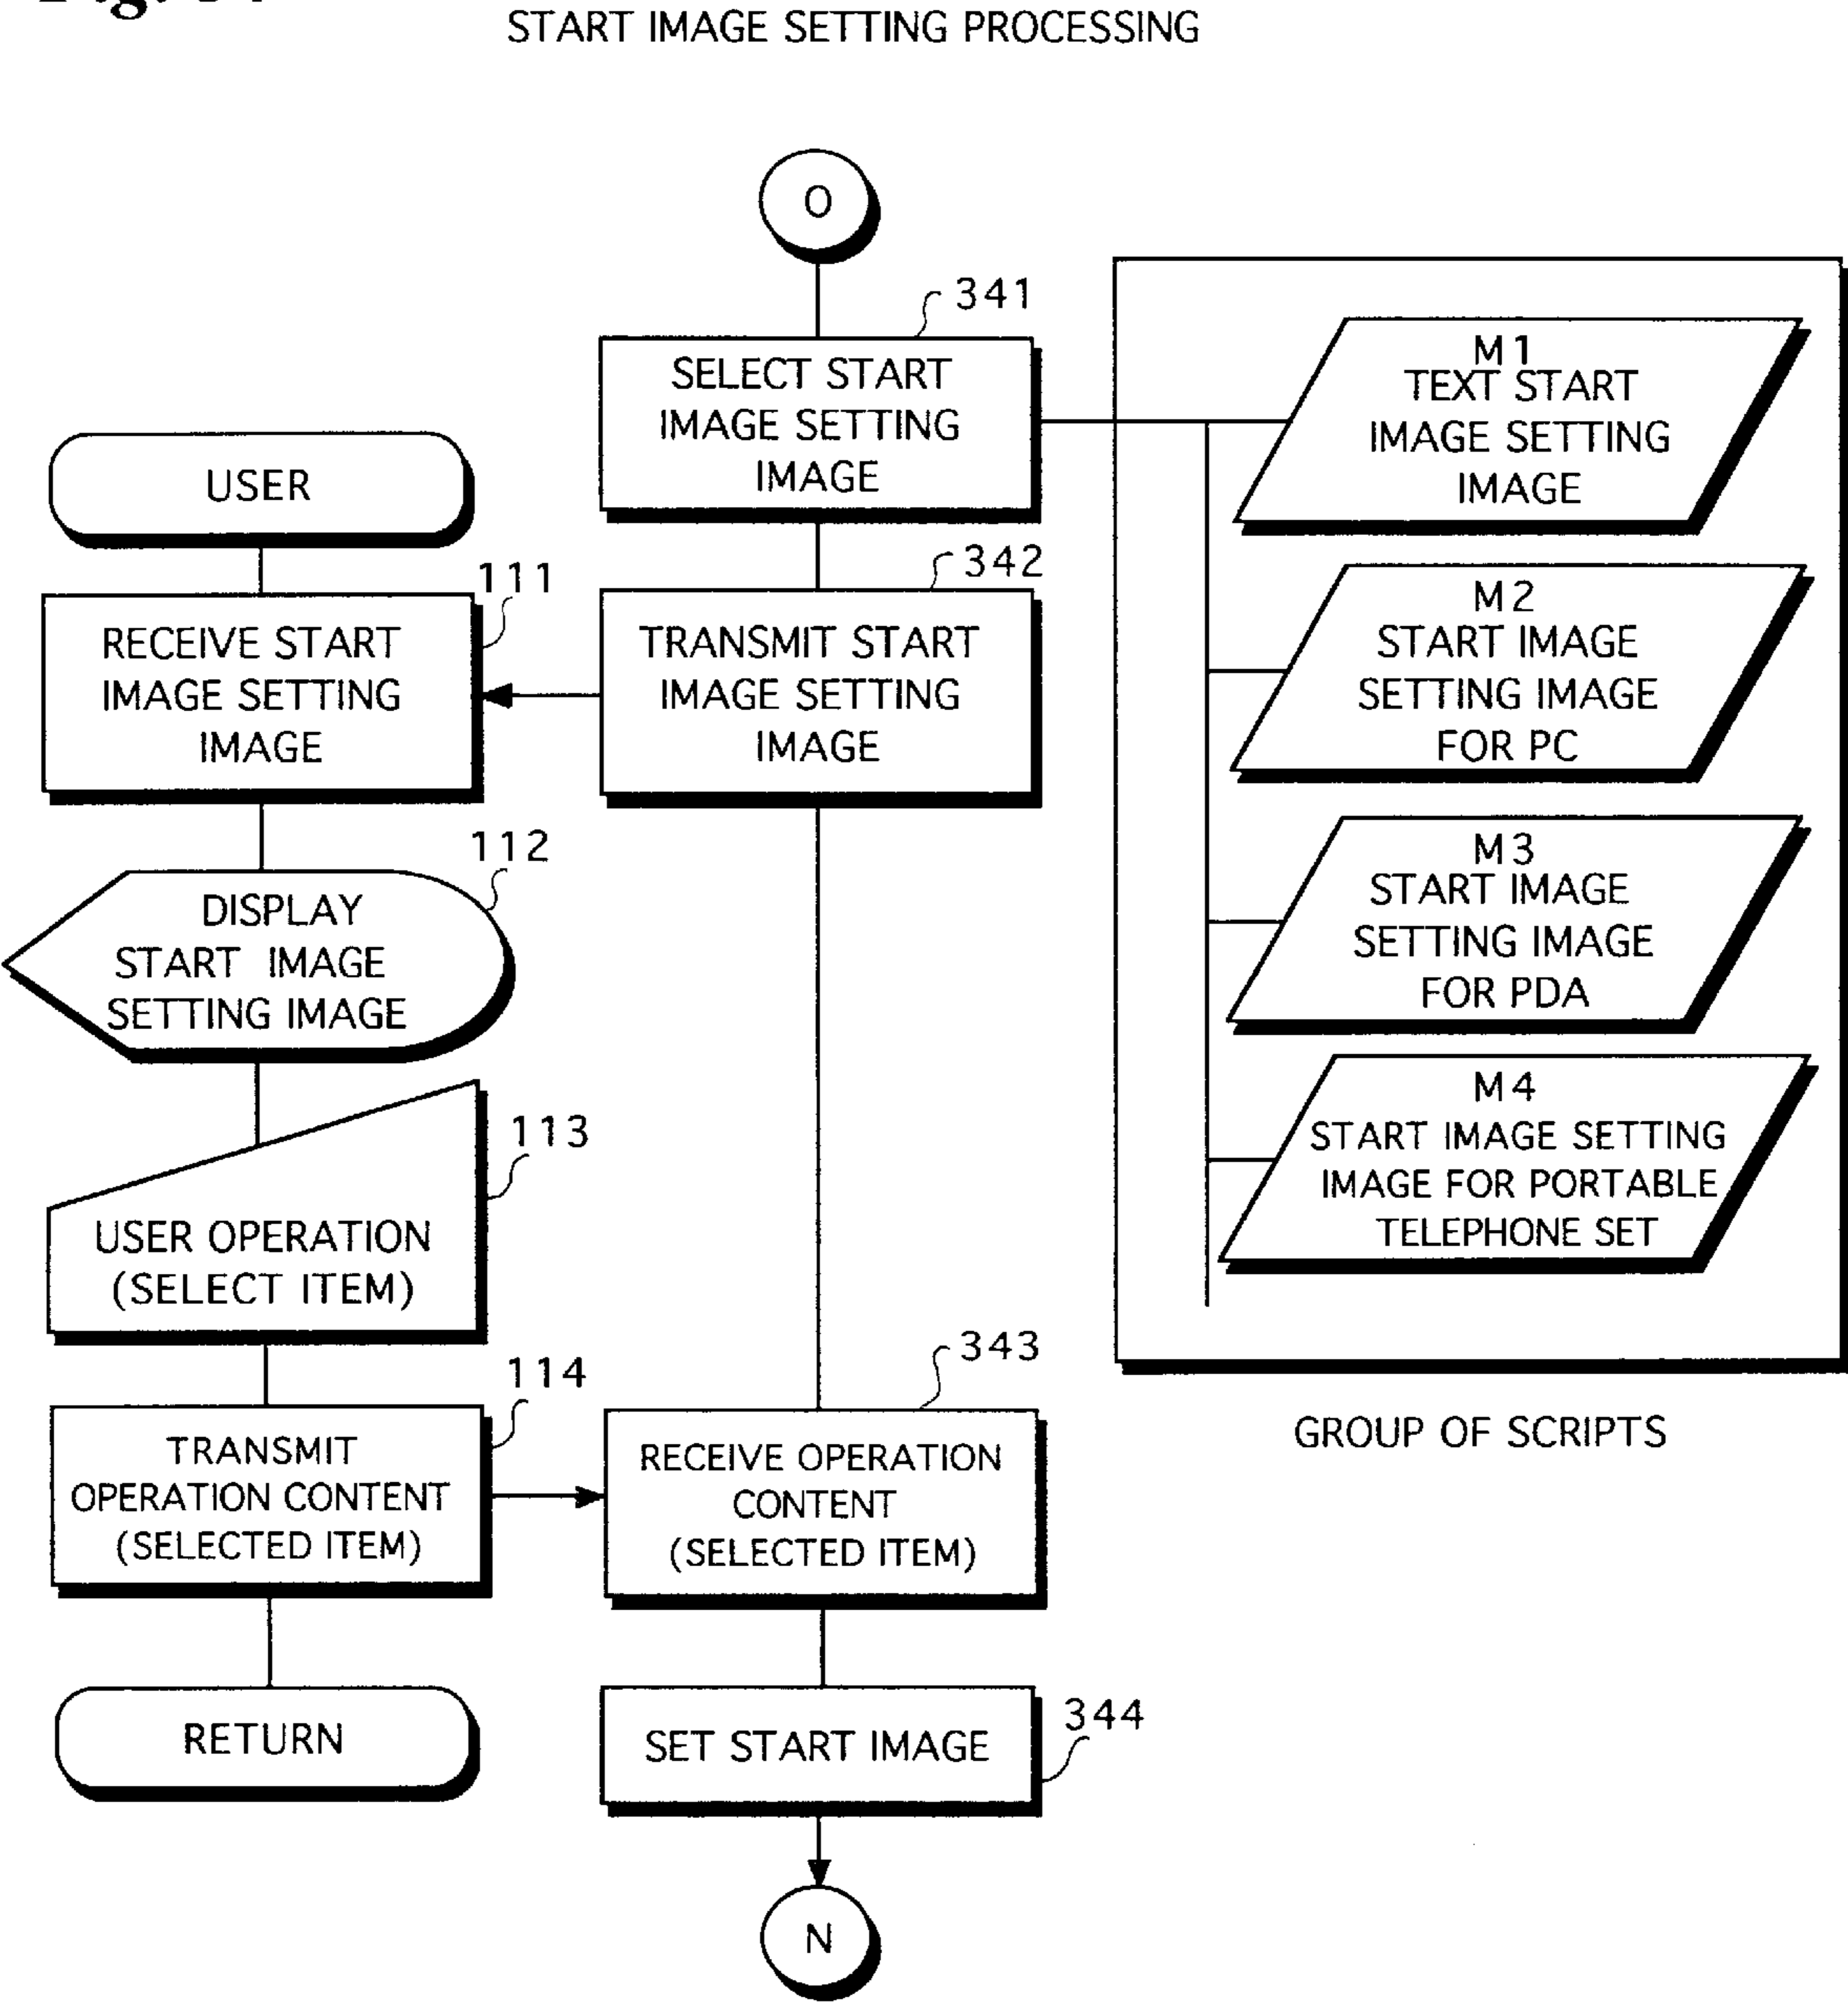 START IMAGE SETTING PROCESSING
O
341
SELECT START
IMAGE SETTING
IMAGE
M1
TEXT START
IMAGE SETTING
IMAGE
USER
111
RECEIVE START
IMAGE SETTING
IMAGE
342
TRANSMIT START
IMAGE SETTING
IMAGE
M2
START IMAGE
SETTING IMAGE
FOR PC
112
DISPLAY
START IMAGE
SETTING IMAGE
M3
START IMAGE
SETTING IMAGE
FOR PDA
113
USER OPERATION
(SELECT ITEM)
M4
START IMAGE SETTING
IMAGE FOR PORTABLE
TELEPHONE SET
114
TRANSMIT
OPERATION CONTENT
(SELECTED ITEM)
343
RECEIVE OPERATION
CONTENT
(SELECTED ITEM)
GROUP OF SCRIPTS
RETURN
344
SET START IMAGE
N